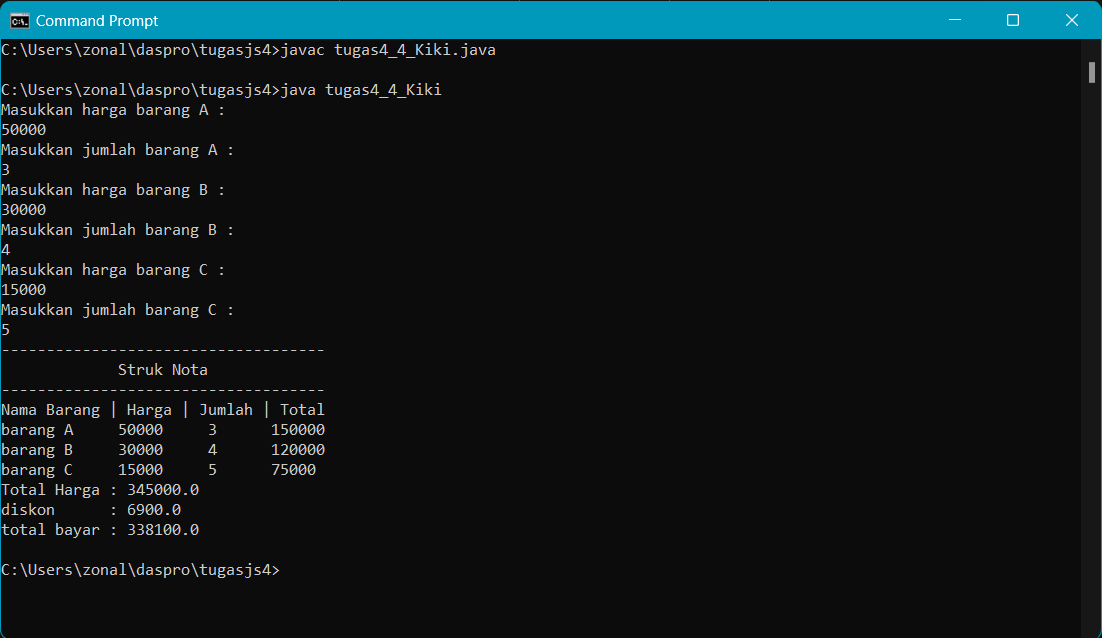 Command Prompt
C:\Users\zonal\daspro\tugasjs4>javac tugas4_4_Kiki.java
C:\Users\zonal\daspro\tugasjs4>java tugas4_4_Kiki
Masukkan harga barang A :
50000
Masukkan jumlah barang A :
3
Masukkan harga barang B :
30000
Masukkan jumlah barang B :
4
Masukkan harga barang C :
15000
Masukkan jumlah barang C :
5
------------------------------------
             Struk Nota
------------------------------------
Nama Barang | Harga | Jumlah | Total
barang A     50000     3      150000
barang B     30000     4      120000
barang C     15000     5      75000
Total Harga : 345000.0
diskon      : 6900.0
total bayar : 338100.0
C:\Users\zonal\daspro\tugasjs4>